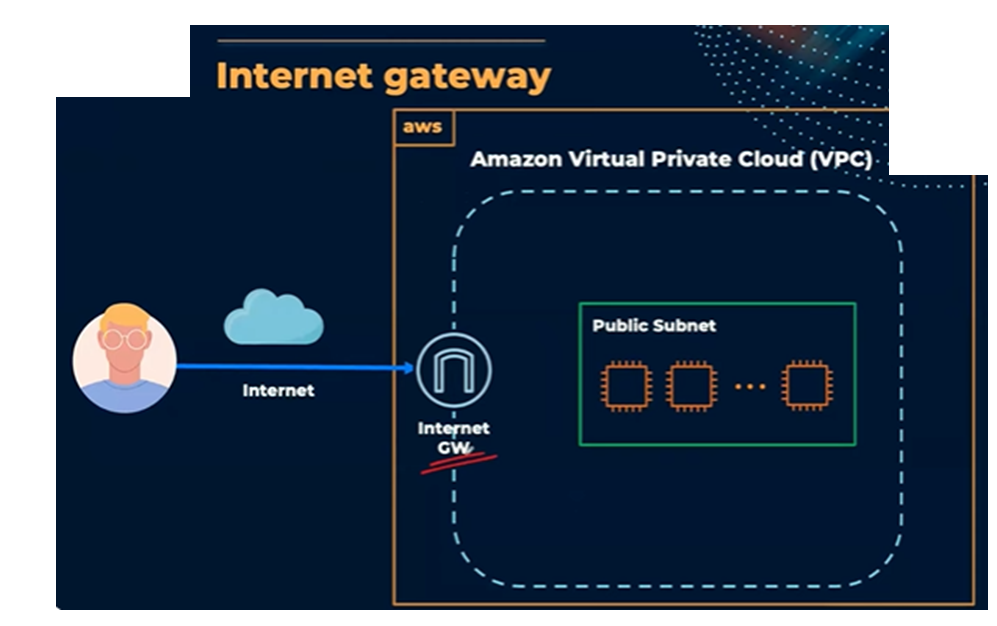 Internet gateway
aws
Amazon Virtual Private Cloud (VPC)
Public Subnet
Internet
Internet
GW